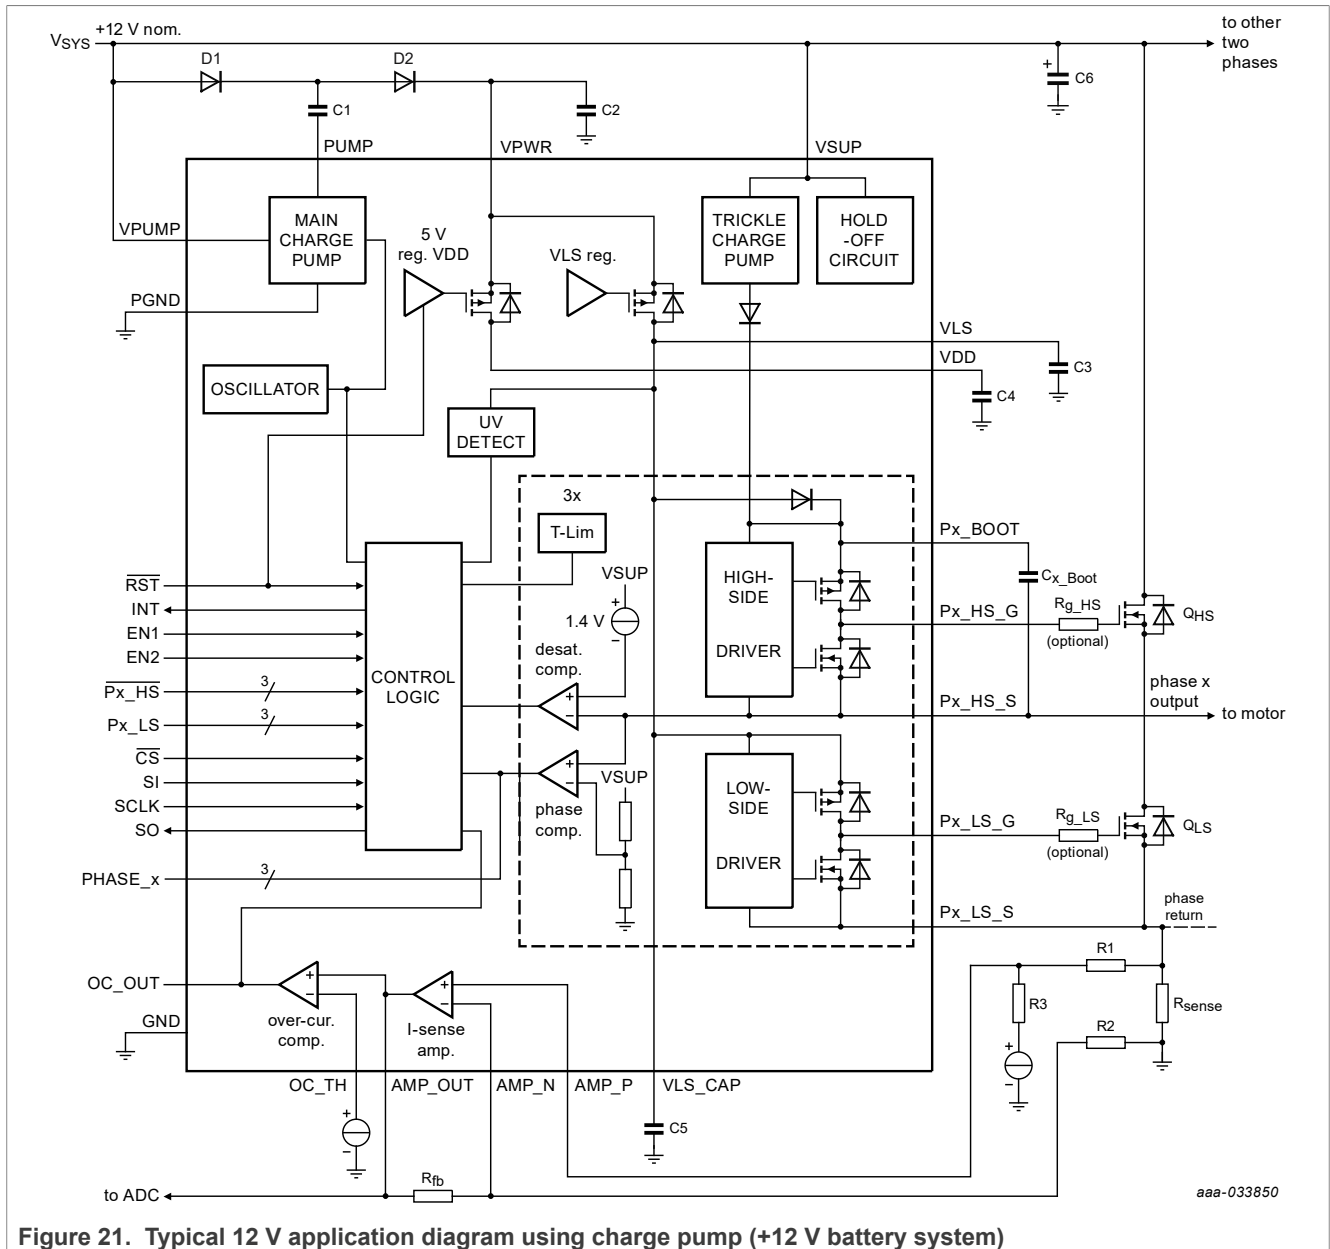 +12 V nom.
VSYS
to other
two
phases
D1
D2
+
C6
C1
C2
PUMP
VPWR
VSUP
MAIN
CHARGE
PUMP
TRICKLE
CHARGE
PUMP
HOLD
-OFF
CIRCUIT
VPUMP
5 V
reg. VDD
VLS reg.
PGND
VLS
VDD
C3
C4
OSCILLATOR
UV
DETECT
3x
T-Lim
Px_BOOT
VSUP
HIGH-
SIDE
DRIVER
Cx_Boot
RST
INT
EN1
EN2
+
1.4 V
−
Px_HS_G
Rg_HS
(optional)
QHS
desat.
comp.
CONTROL
LOGIC
Px_HS
3
Px_LS
3
+
−
Px_HS_S
phase x
output
to motor
CS
SI
SCLK
SO
+
−
VSUP
phase
comp.
LOW-
SIDE
DRIVER
Px_LS_G
Rg_LS
(optional)
QLS
PHASE_x
3
Px_LS_S
phase
return
OC_OUT
+
−
over-cur.
comp.
+
−
I-sense
amp.
R1
R3
Rsense
R2
+
−
GND
OC_TH
AMP_OUT
AMP_N
AMP_P
VLS_CAP
+
−
C5
to ADC
Rfb
aaa-033850
Figure 21. Typical 12 V application diagram using charge pump (+12 V battery system)